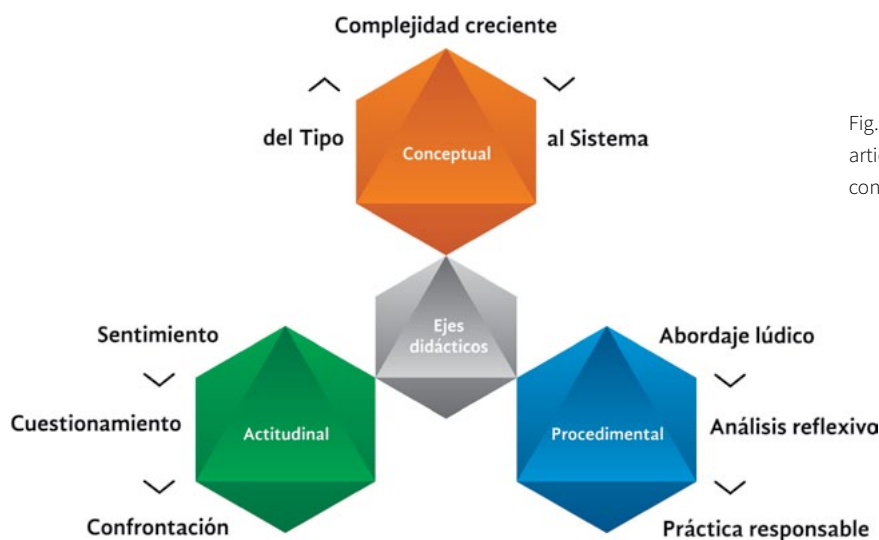 Complejidad creciente
del Tipo
al Sistema
Conceptual
Fig.
Ejes
didácticos
Sentimiento
Cuestionamiento
Confrontación
Actitudinal
Procedimental
Abordaje lúdico
Análisis reflexivo
Práctica responsable